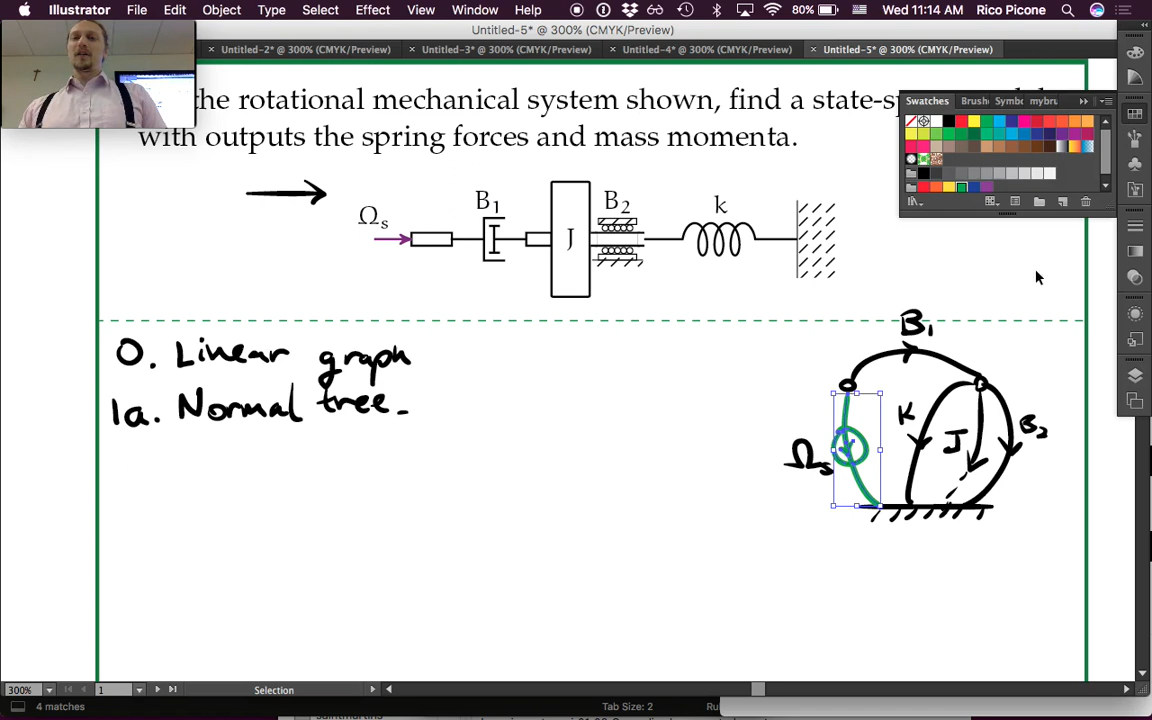 Illustrator File Edit Object Type Select Effect View Window Help 80% Wed 11:14 AM Rico Picone
Untitled-5* @ 300% (CMYK/Preview)
Untitled-2* @ 300% (CMYK/Preview) Untitled-3* @ 300% (CMYK/Preview) Untitled-4* @ 300% (CMYK/Preview) Untitled-5* @ 300% (CMYK/Preview)
Swatches Brush Symbo mybru
the rotational mechanical system shown, find a state-s
with outputs the spring forces and mass momenta.
Ωs B1 J B2 k
0. Linear graph
1a. Normal tree.
B1
K J B2
Ωs
300% 1 Selection
4 matches Tab Size: 2 Ru